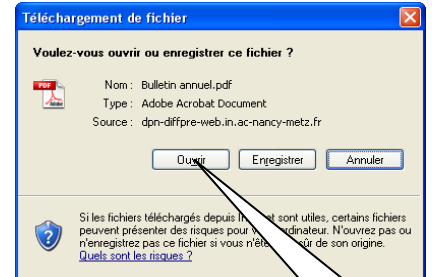 Téléchargement de fichier
Voulez-vous ouvrir ou enregistrer ce fichier ?
PDF
Adobe
Nom : Bulletin annuel.pdf
Type : Adobe Acrobat Document
Source : dpn-diffpre-web.in.ac-nancy-metz.fr
Ouvrir Enregistrer Annuler
Si les fichiers téléchargés depuis sont utiles, certains fichiers
peuvent présenter des risques pour ordinateur. N'ouvrez pas ou
n'enregistrez pas ce fichier si vous sûr de son origine.
Quels sont les risques ?